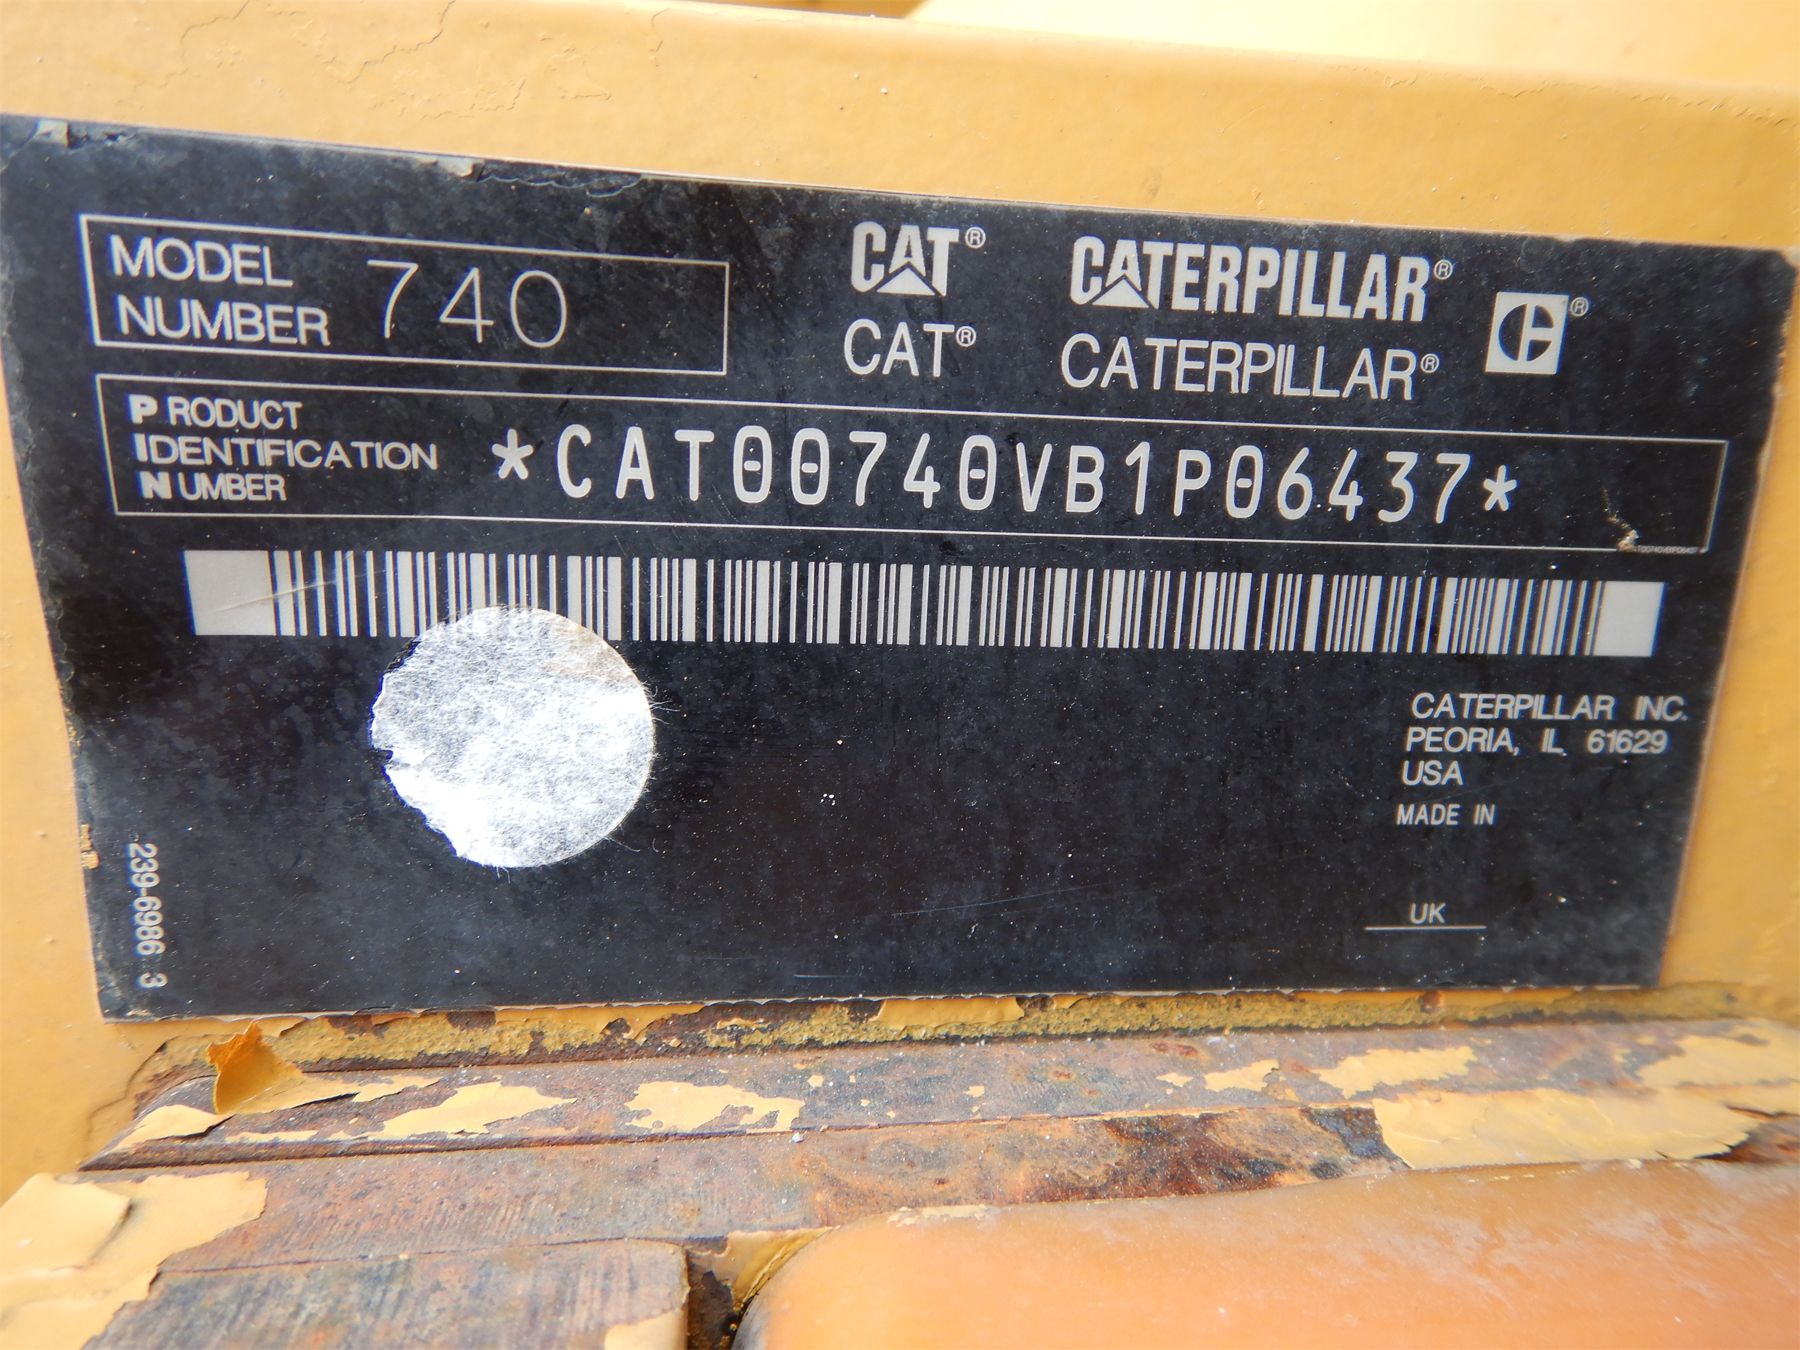 MODEL NUMBER 740
CAT® CATERPILLAR® ®
CAT® CATERPILLAR®
PRODUCT
IDENTIFICATION
NUMBER
*CAT00740VB1P06437*
CATERPILLAR INC.
PEORIA, IL 61629
USA
MADE IN
UK
239-6986 3